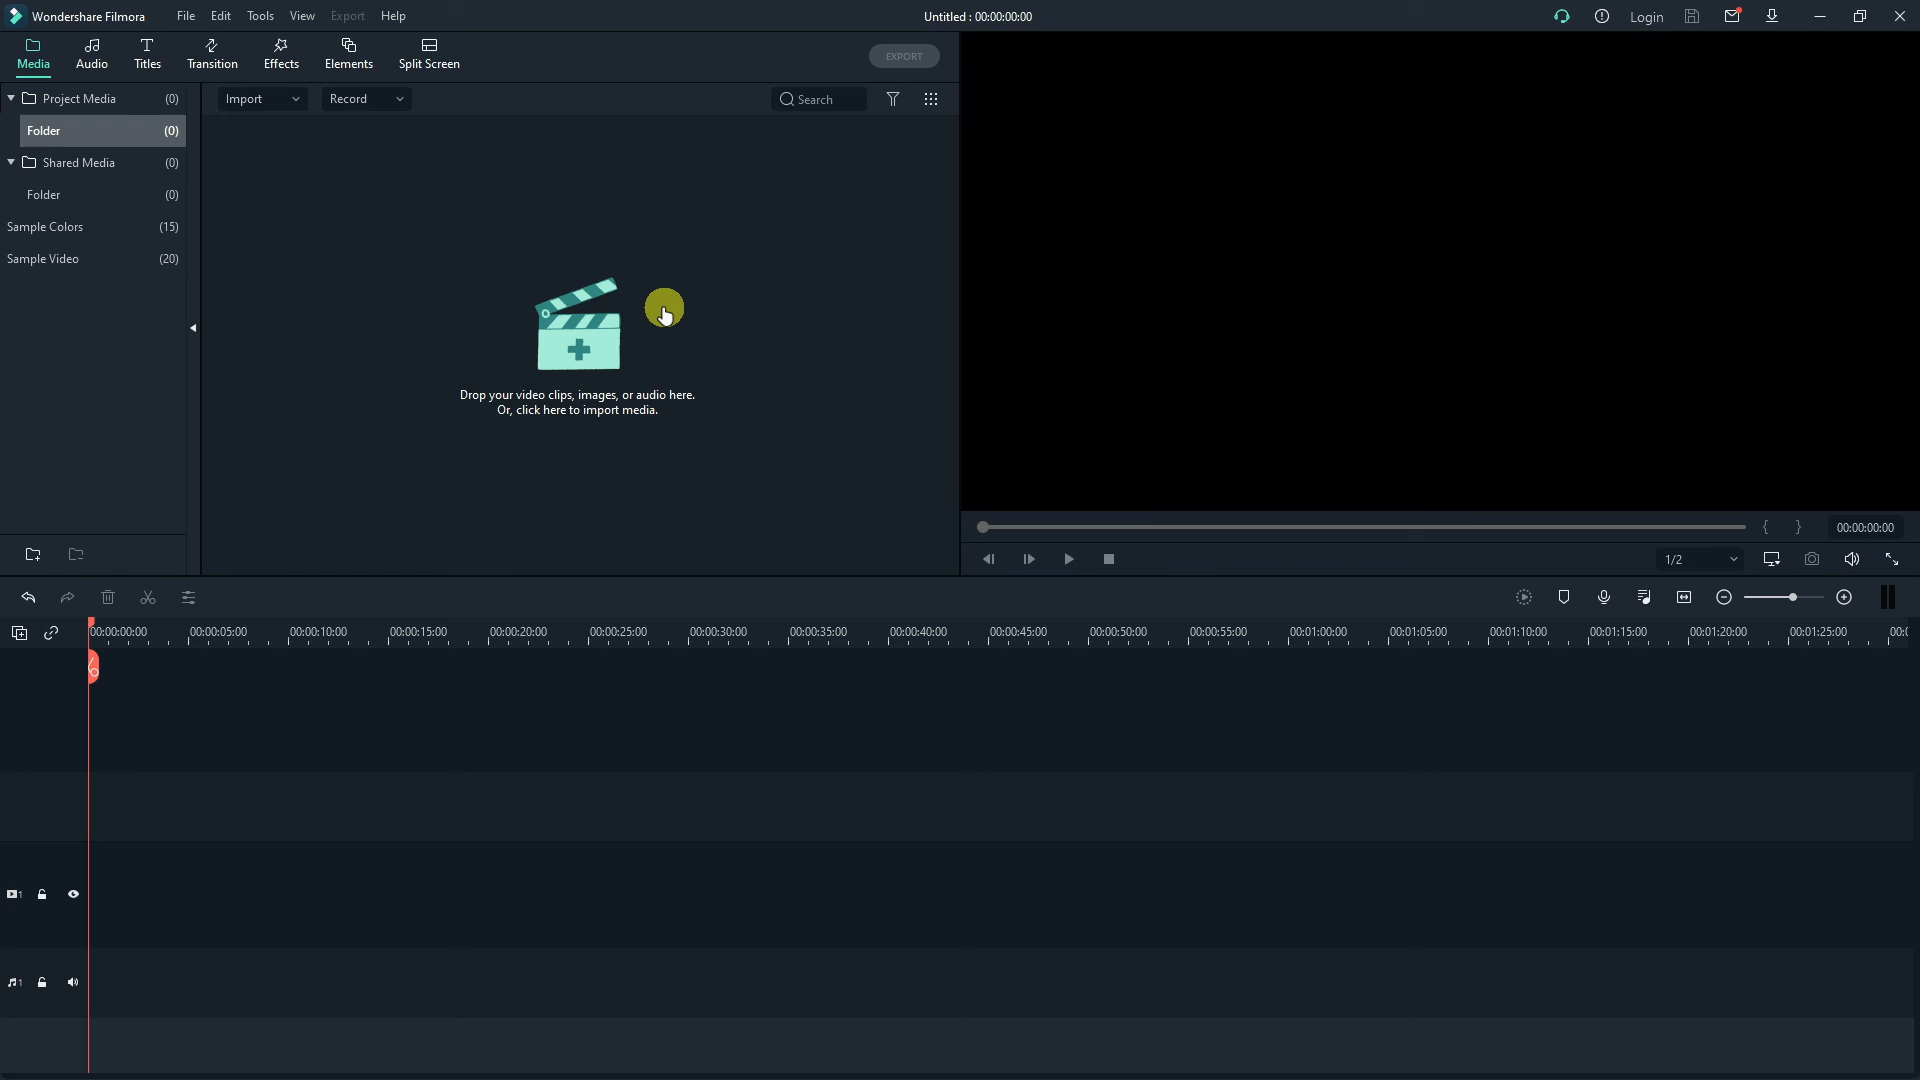 Wondershare Filmora File Edit Tools View Export Help Untitled : 00:00:00:00 Login
Media Audio Titles Transition Effects Elements Split Screen EXPORT
Project Media (0)
Folder (0)
Shared Media (0)
Folder (0)
Sample Colors (15)
Sample Video (20)
Import Record Search
Drop your video clips, images, or audio here.
Or, click here to import media.
{ } 00:00:00:00
1/2
00:00:00:00 00:00:05:00 00:00:10:00 00:00:15:00 00:00:20:00 00:00:25:00 00:00:30:00 00:00:35:00 00:00:40:00 00:00:45:00 00:00:50:00 00:00:55:00 00:01:00:00 00:01:05:00 00:01:10:00 00:01:15:00 00:01:20:00 00:01:25:00 00:0
1
1